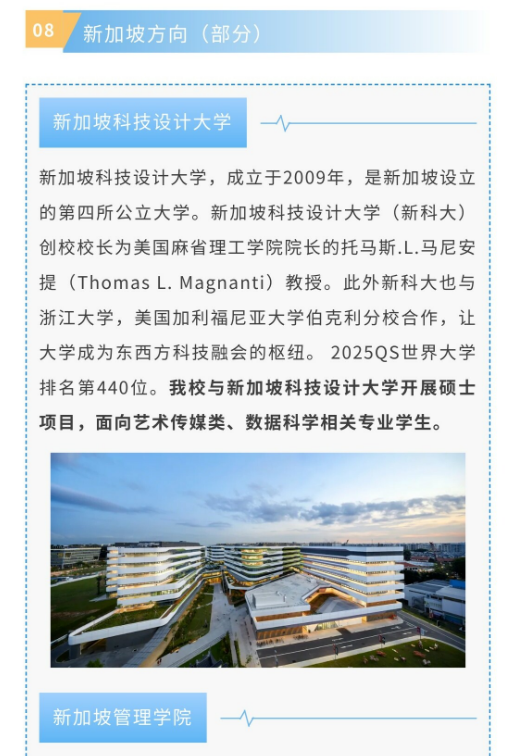 08 新加坡方向（部分）
新加坡科技设计大学
新加坡科技设计大学，成立于2009年，是新加坡设立
的第四所公立大学。新加坡科技设计大学（新科大）
创校校长为美国麻省理工学院院长的托马斯.L.马尼安
提（Thomas L. Magnanti）教授。此外新科大也与
浙江大学，美国加利福尼亚大学伯克利分校合作，让
大学成为东西方科技融会的枢纽。 2025QS世界大学
排名第440位。我校与新加坡科技设计大学开展硕士
项目，面向艺术传媒类、数据科学相关专业学生。
新加坡管理学院